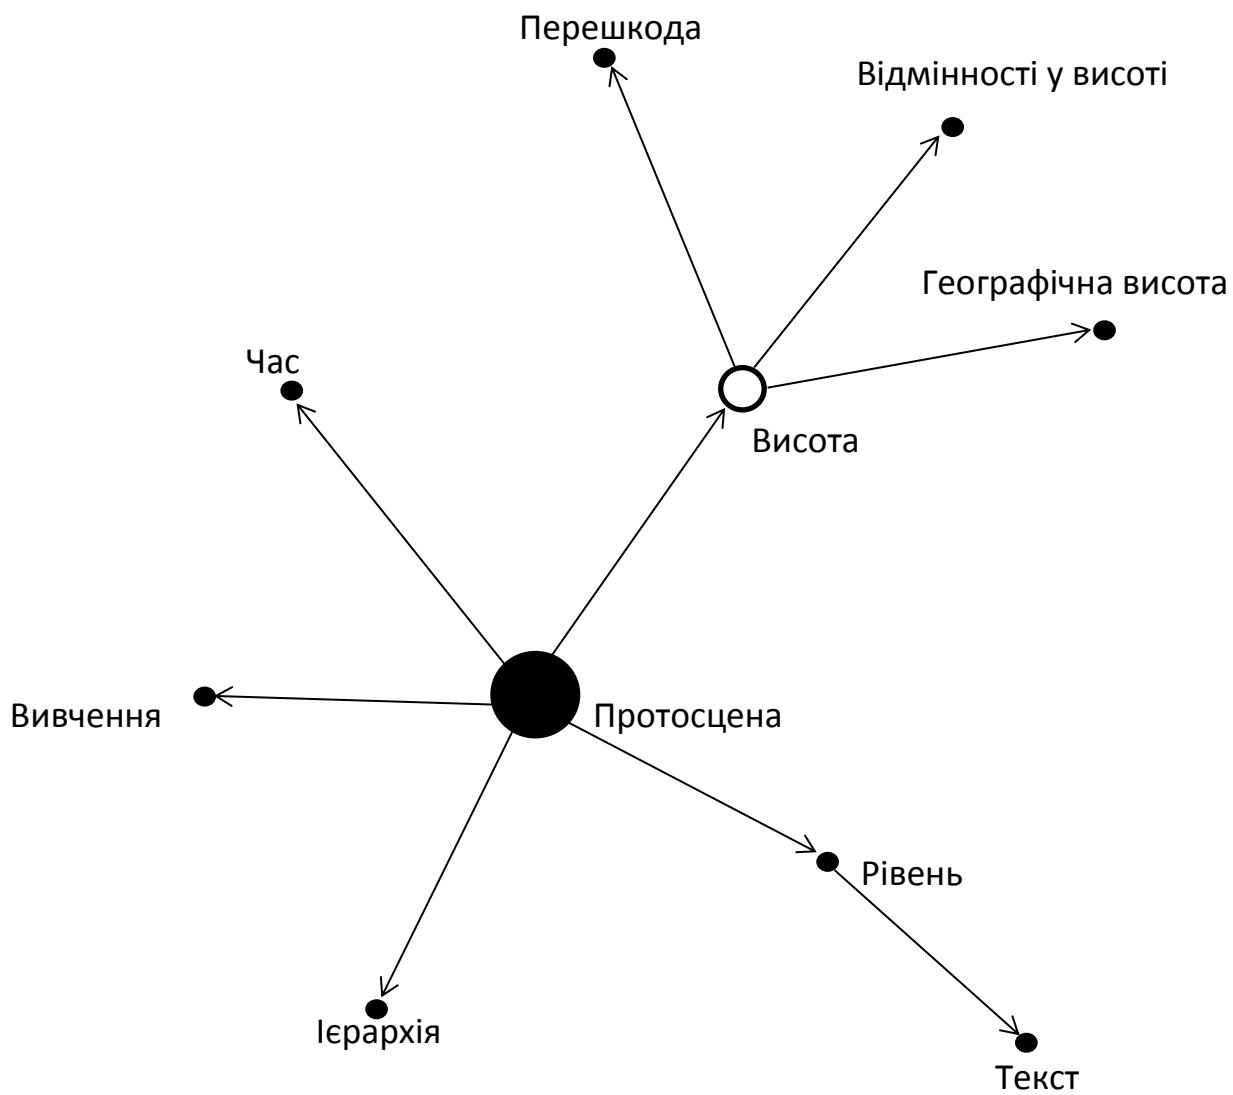 Перешкода
Відмінності у висоті
Географічна висота
Час
Висота
Вивчення
Протосцена
Рівень
Ієрархія
Текст